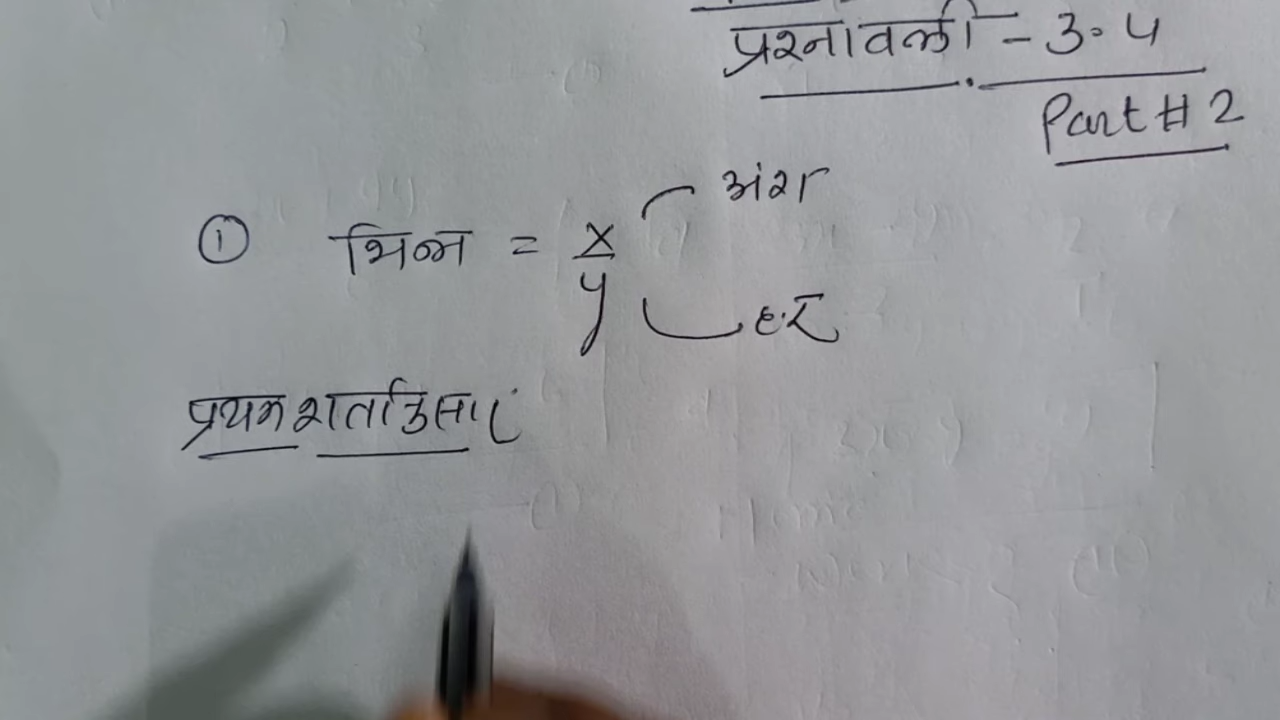 प्रश्नावली - 3.4
Part # 2
① भिन्न = x/y अंश
हर
प्रथम शर्तानुसार